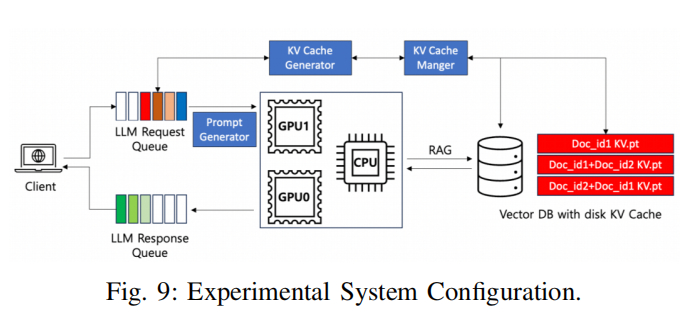 KV Cache
Generator
KV Cache
Manger
LLM Request
Queue
Prompt
Generator
GPU1
CPU
GPU0
RAG
Doc_id1 KV.pt
Doc_id1+Doc_id2 KV.pt
Doc_id2+Doc_id1 KV.pt
Client
Vector DB with disk KV Cache
LLM Response
Queue
Fig. 9: Experimental System Configuration.